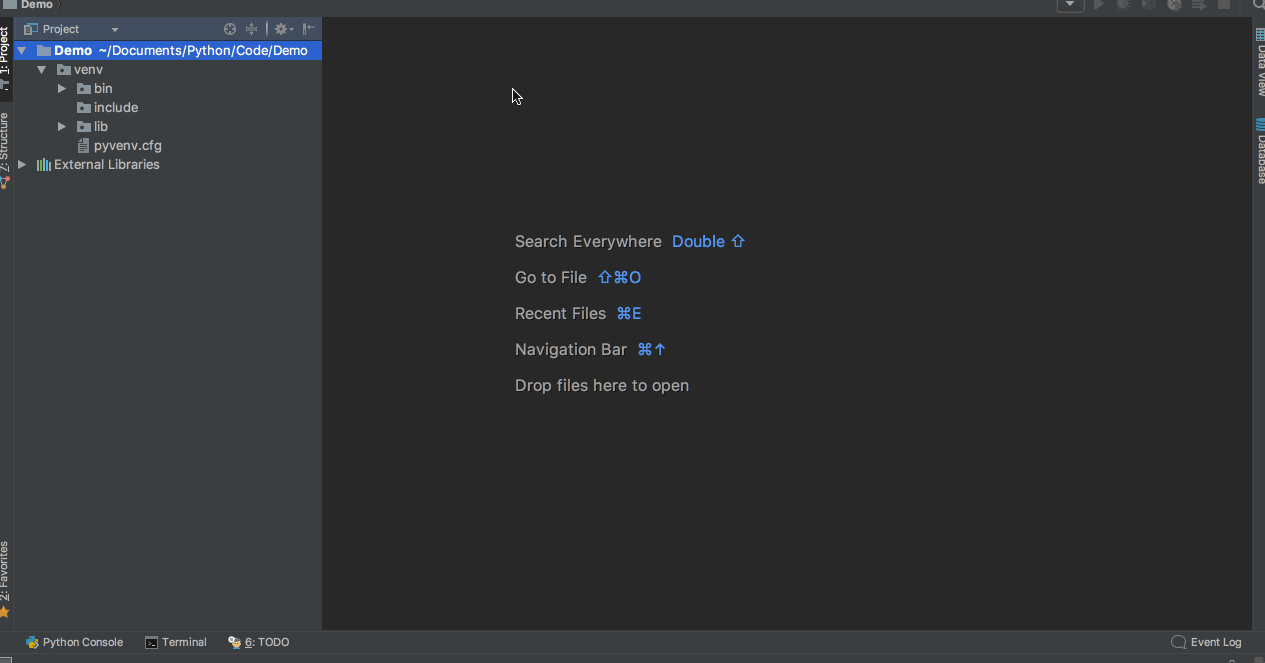 Demo
Project
1: Project
Demo ~/Documents/Python/Code/Demo
venv
bin
include
lib
pyvenv.cfg
External Libraries
7: Structure
2: Favorites
Search Everywhere Double ⇧
Go to File ⇧⌘O
Recent Files ⌘E
Navigation Bar ⌘↑
Drop files here to open
Data View
Database
Python Console
Terminal
6: TODO
Event Log